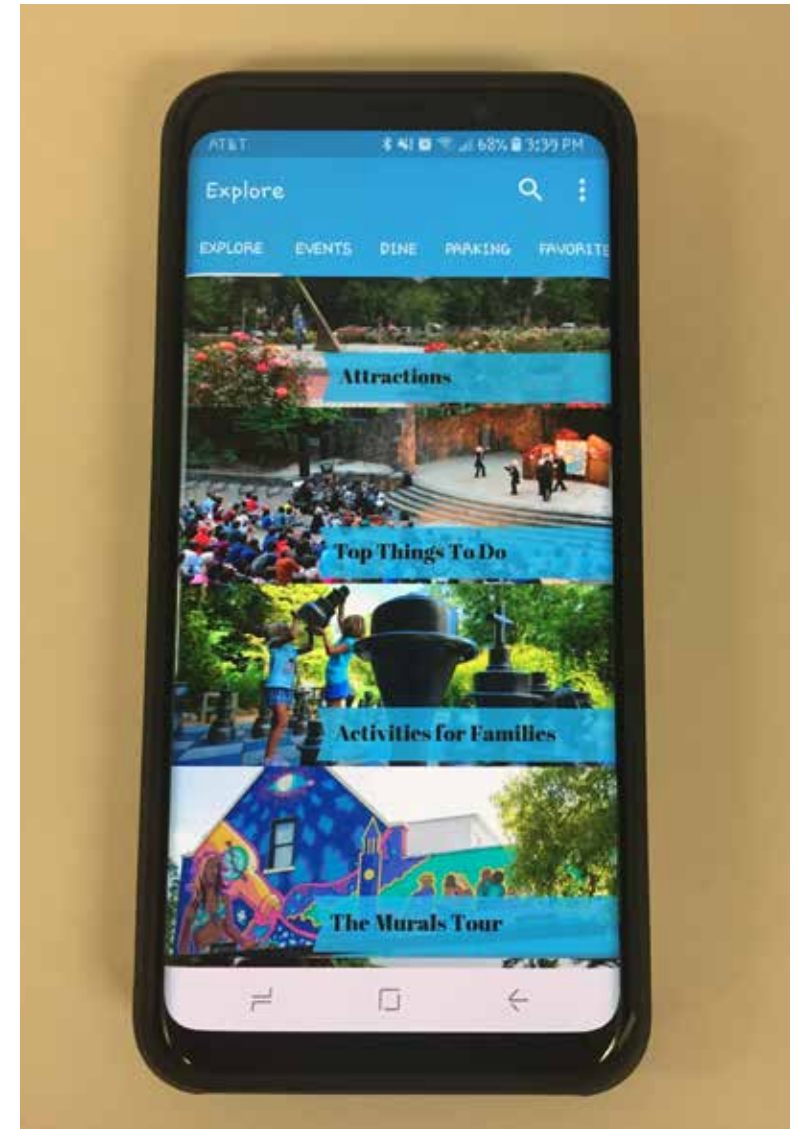 AT&T 68% 3:39 PM
Explore
EXPLORE EVENTS DINE PARKING FAVORITE
Attractions
Top Things To Do
Activities for Families
The Murals Tour